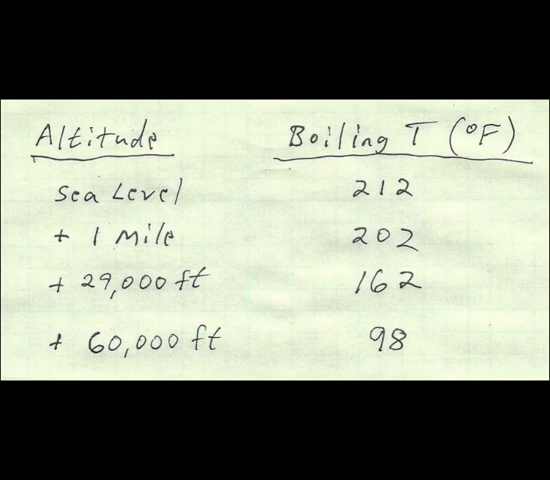 Altitude Boiling T (°F)
Sea Level 212
+ 1 Mile 202
+ 29,000 ft 162
+ 60,000 ft 98